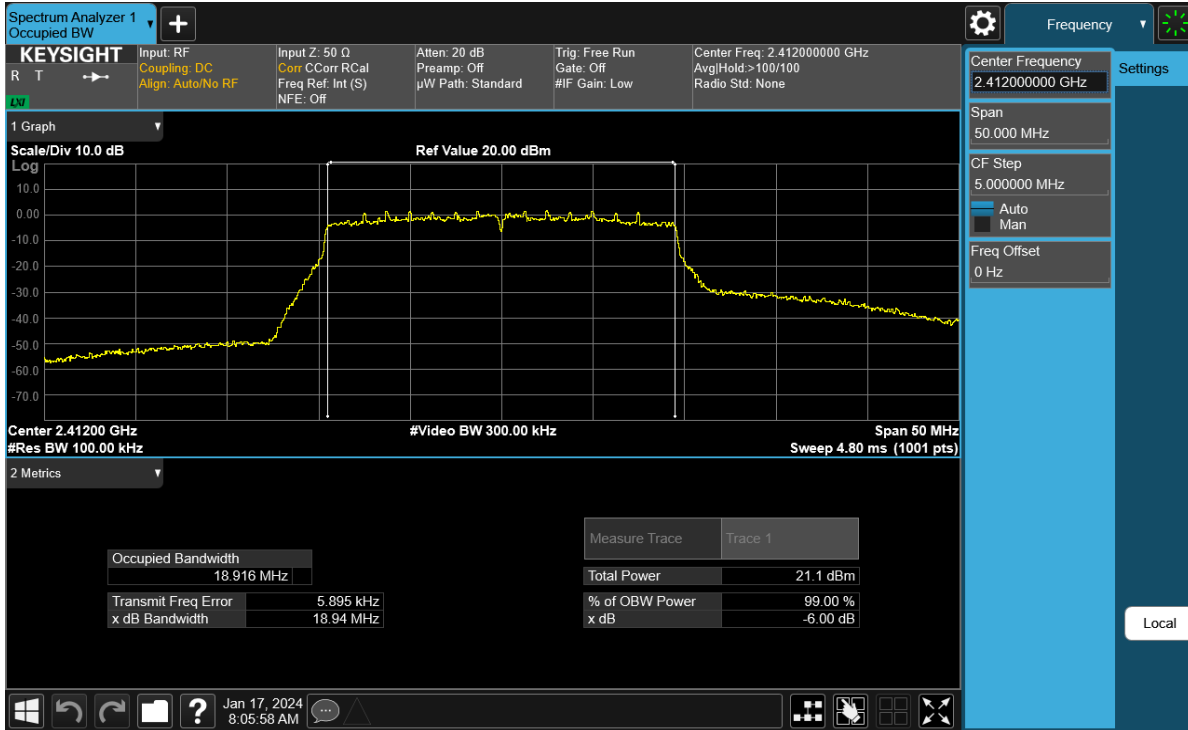 Spectrum Analyzer 1
Occupied BW
Frequency
KEYSIGHT
R T
LXI
Input: RF
Coupling: DC
Align: Auto/No RF
Input Z: 50 Ω
Corr CCorr RCal
Freq Ref: Int (S)
NFE: Off
Atten: 20 dB
Preamp: Off
µW Path: Standard
Trig: Free Run
Gate: Off
#IF Gain: Low
Center Freq: 2.412000000 GHz
Avg|Hold:>100/100
Radio Std: None
Center Frequency
2.412000000 GHz
Settings
Span
50.000 MHz
CF Step
5.000000 MHz
Auto
Man
Freq Offset
0 Hz
Local
1 Graph
Scale/Div 10.0 dB
Ref Value 20.00 dBm
Log
10.0
0.00
-10.0
-20.0
-30.0
-40.0
-50.0
-60.0
-70.0
Center 2.41200 GHz
#Video BW 300.00 kHz
Span 50 MHz
#Res BW 100.00 kHz
Sweep 4.80 ms (1001 pts)
2 Metrics
Measure Trace Trace 1
Occupied Bandwidth
18.916 MHz
Total Power 21.1 dBm
Transmit Freq Error 5.895 kHz
% of OBW Power 99.00 %
x dB Bandwidth 18.94 MHz
x dB -6.00 dB
Jan 17, 2024
8:05:58 AM